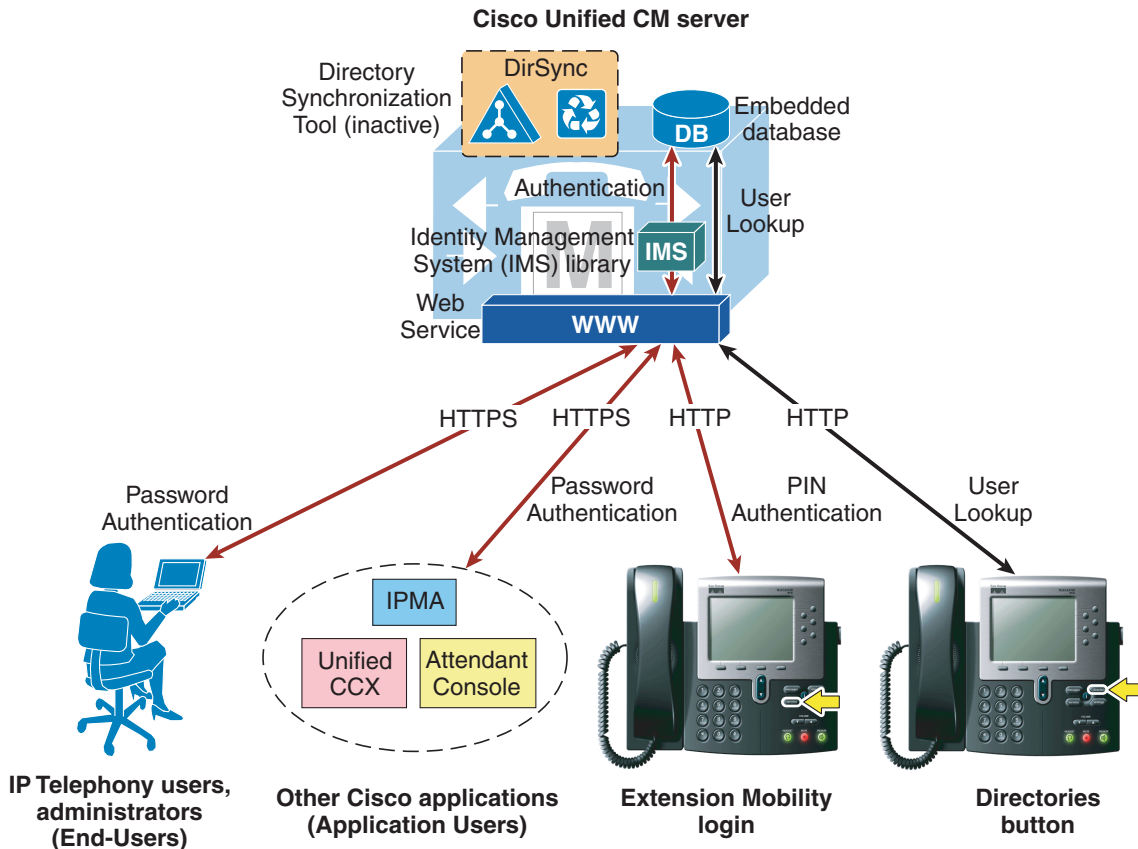 Cisco Unified CM server
Directory
Synchronization
Tool (inactive)
DirSync
DB
Embedded
database
Authentication
User
Lookup
M
Identity Management
System (IMS) library
IMS
Web
Service
WWW
HTTPS
HTTPS
HTTP
HTTP
Password
Authentication
Password
Authentication
PIN
Authentication
User
Lookup
IPMA
Unified
CCX
Attendant
Console
IP Telephony users,
administrators
(End-Users)
Other Cisco applications
(Application Users)
Extension Mobility
login
Directories
button